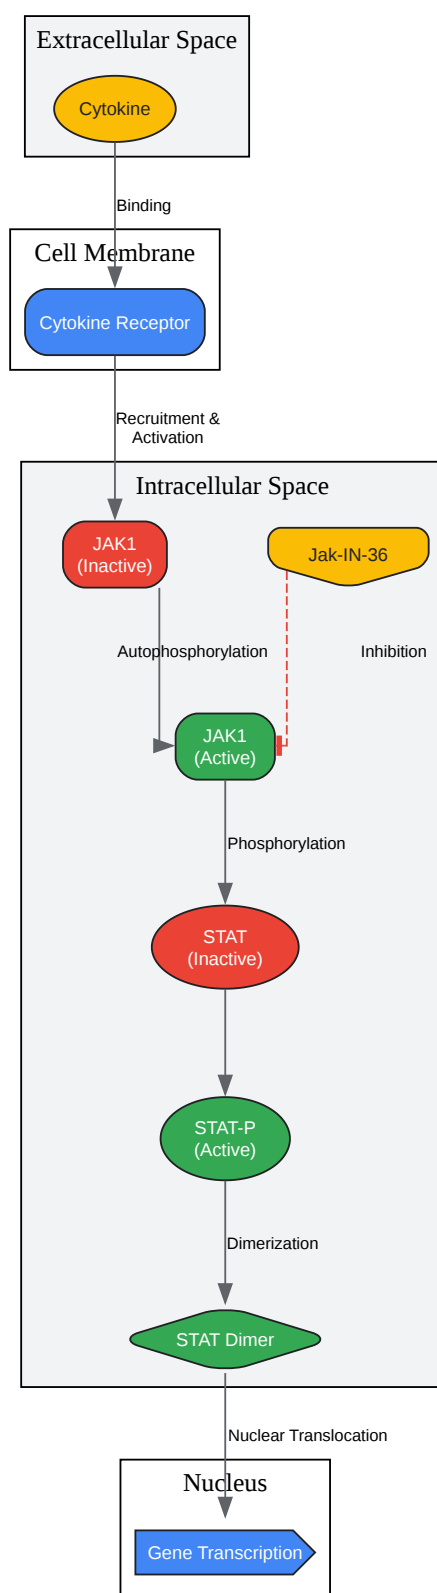 Extracellular Space
Cytokine
Binding
Cell Membrane
Cytokine Receptor
Recruitment &
Activation
Intracellular Space
JAK1
(Inactive)
Jak-IN-36
Autophosphorylation
Inhibition
JAK1
(Active)
Phosphorylation
STAT
(Inactive)
STAT-P
(Active)
Dimerization
STAT Dimer
Nuclear Translocation
Nucleus
Gene Transcription